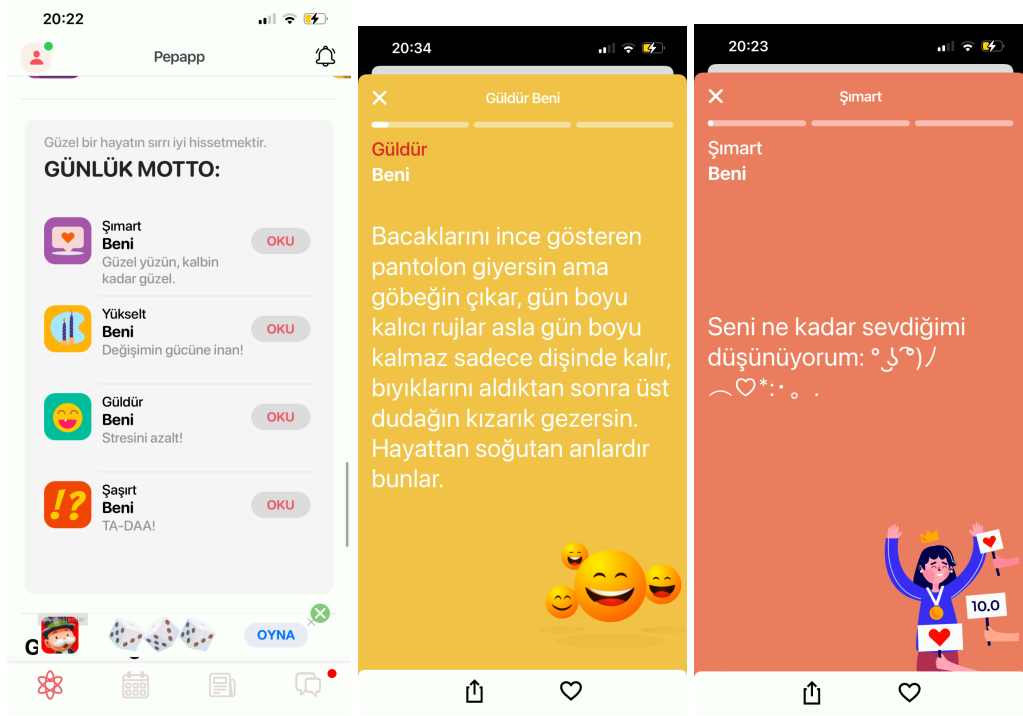 20:22
Pepapp
Güzel bir hayatın sırrı iyi hissetmektir.
GÜNLÜK MOTTO:
Şımart
Beni
Güzel yüzün, kalbin
kadar güzel.
OKU
Yükselt
Beni
Değişimin gücüne inan!
OKU
Güldür
Beni
Stresini azalt!
OKU
Şaşırt
Beni
TA-DAA!
OKU
OYNA
20:34
Güldür Beni
Güldür
Beni
Bacaklarını ince gösteren
pantolon giyersin ama
göbeğin çıkar, gün boyu
kalıcı rujlar asla gün boyu
kalmaz sadece dişinde kalır,
bıyıklarını aldıktan sonra üst
dudağın kızarık gezersin.
Hayattan soğutan anlardır
bunlar.
20:23
Şımart
Şımart
Beni
Seni ne kadar sevdiğimi
düşünüyorum: ° ͜ʖ ͡°)ノ
⌒♡*:･。.
10.0